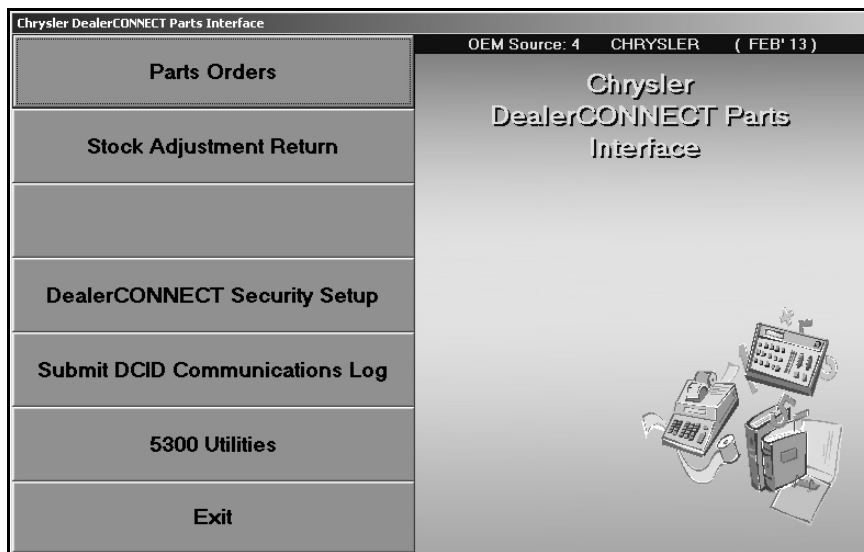 Chrysler DealerCONNECT Parts Interface
OEM Source: 4 CHRYSLER ( FEB' 13 )
Parts Orders
Stock Adjustment Return
DealerCONNECT Security Setup
Submit DCID Communications Log
5300 Utilities
Exit
Chrysler
DealerCONNECT Parts
Interface